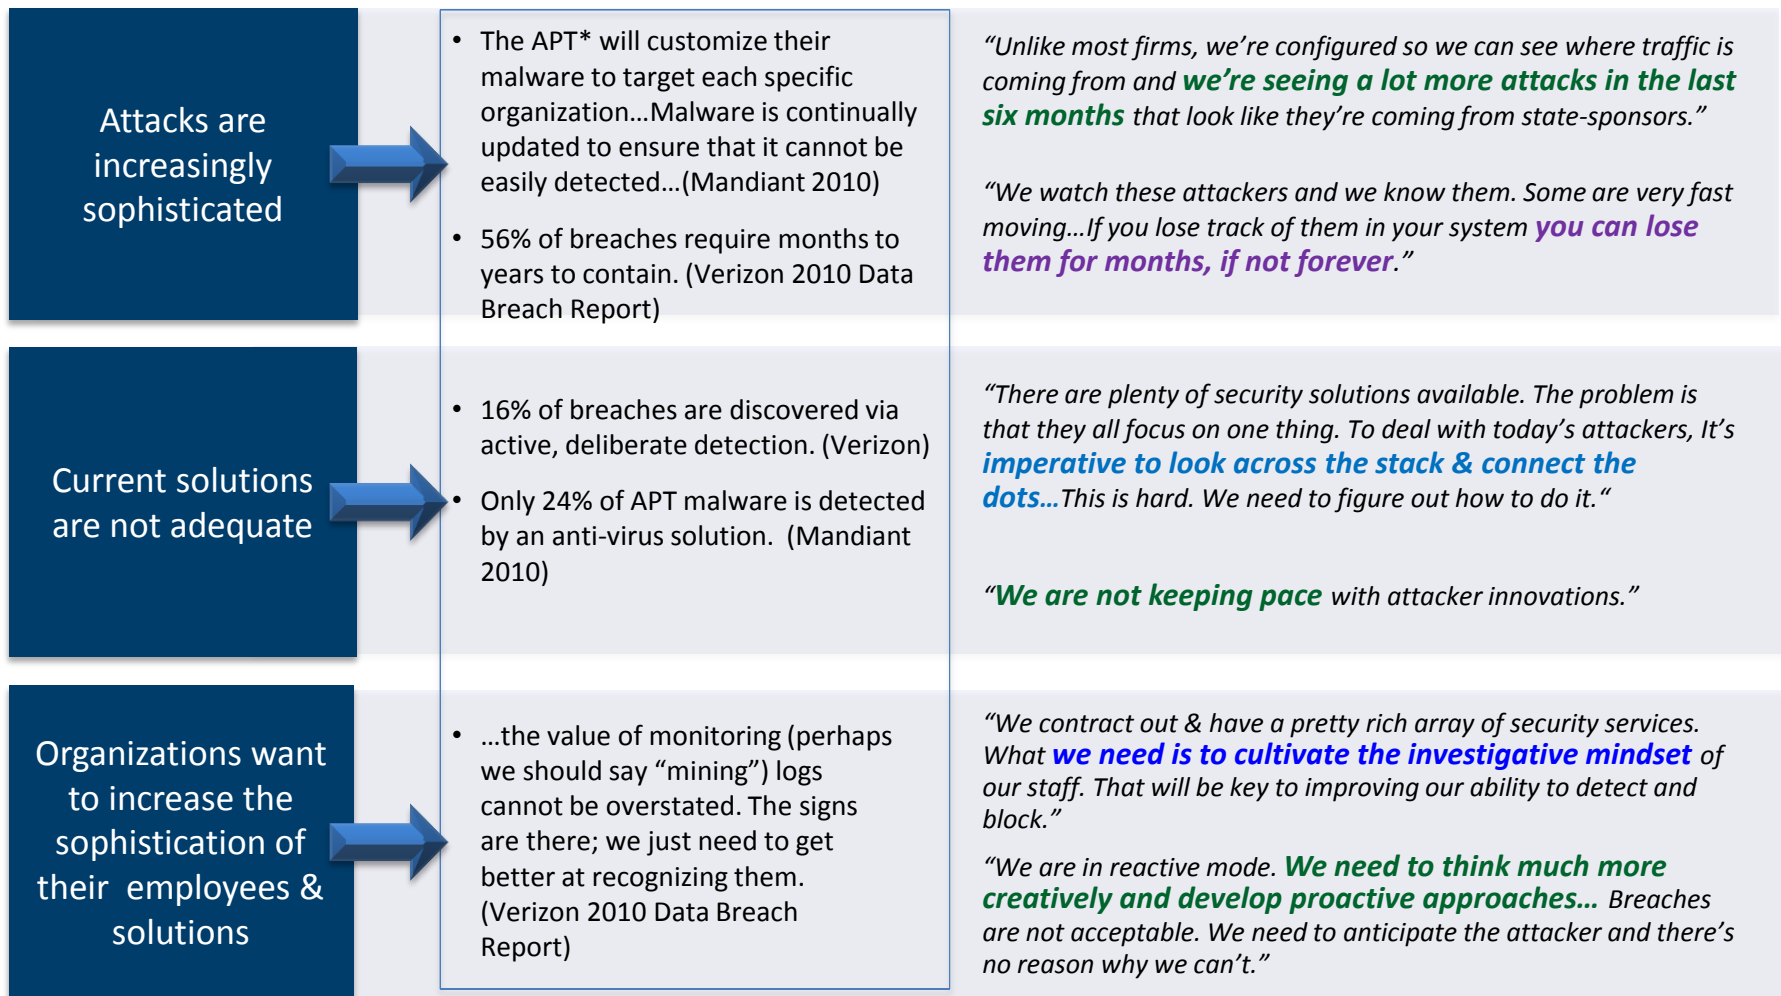 Attacks are
increasingly
sophisticated
• The APT* will customize their
malware to target each specific
organization…Malware is continually
updated to ensure that it cannot be
easily detected…(Mandiant 2010)
• 56% of breaches require months to
years to contain. (Verizon 2010 Data
Breach Report)
“Unlike most firms, we’re configured so we can see where traffic is
coming from and we’re seeing a lot more attacks in the last
six months that look like they’re coming from state-sponsors.”
“We watch these attackers and we know them. Some are very fast
moving…If you lose track of them in your system you can lose
them for months, if not forever.”
Current solutions
are not adequate
• 16% of breaches are discovered via
active, deliberate detection. (Verizon)
• Only 24% of APT malware is detected
by an anti-virus solution.  (Mandiant
2010)
“There are plenty of security solutions available. The problem is
that they all focus on one thing. To deal with today’s attackers, It’s
imperative to look across the stack & connect the
dots…This is hard. We need to figure out how to do it.“
“We are not keeping pace with attacker innovations.”
Organizations want
to increase the
sophistication of
their  employees &
solutions
• …the value of monitoring (perhaps
we should say “mining”) logs
cannot be overstated. The signs
are there; we just need to get
better at recognizing them.
(Verizon 2010 Data Breach
Report)
“We contract out & have a pretty rich array of security services.
What we need is to cultivate the investigative mindset of
our staff. That will be key to improving our ability to detect and
block.”
“We are in reactive mode. We need to think much more
creatively and develop proactive approaches… Breaches
are not acceptable. We need to anticipate the attacker and there’s
no reason why we can’t.”